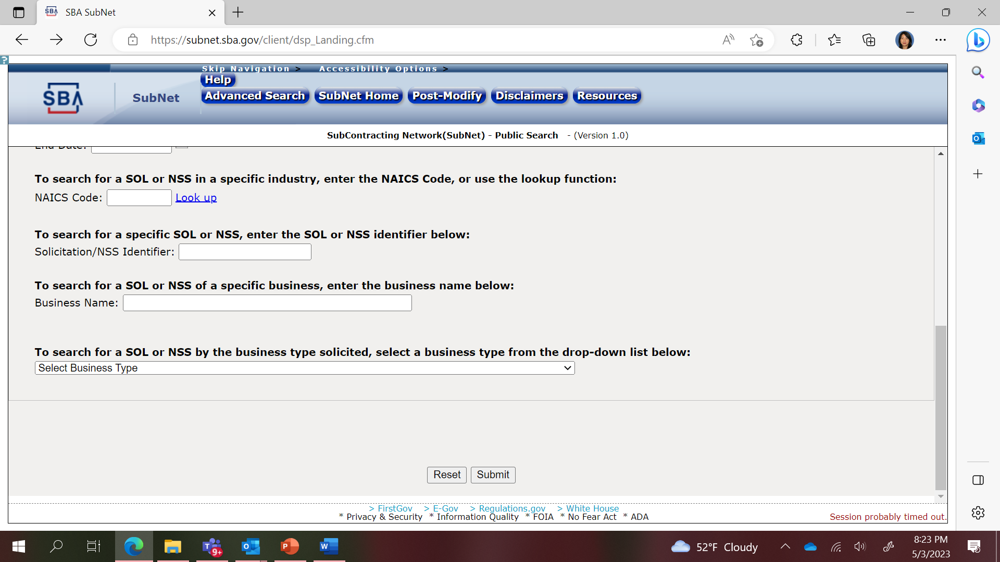 SBA SubNet
https://subnet.sba.gov/client/dsp_Landing.cfm
?
Skip Navigation > Accessibility Options >
Help
SBA
SubNet
Advanced Search SubNet Home Post-Modify Disclaimers Resources
SubContracting Network(SubNet) - Public Search - (Version 1.0)
End Date:
To search for a SOL or NSS in a specific industry, enter the NAICS Code, or use the lookup function:
NAICS Code: Look up
To search for a specific SOL or NSS, enter the SOL or NSS identifier below:
Solicitation/NSS Identifier:
To search for a SOL or NSS of a specific business, enter the business name below:
Business Name:
To search for a SOL or NSS by the business type solicited, select a business type from the drop-down list below:
Select Business Type
Reset Submit
> FirstGov > E-Gov > Regulations.gov > White House
* Privacy & Security * Information Quality * FOIA * No Fear Act * ADA
Session probably timed out.
9+
52°F Cloudy
8:23 PM
5/3/2023